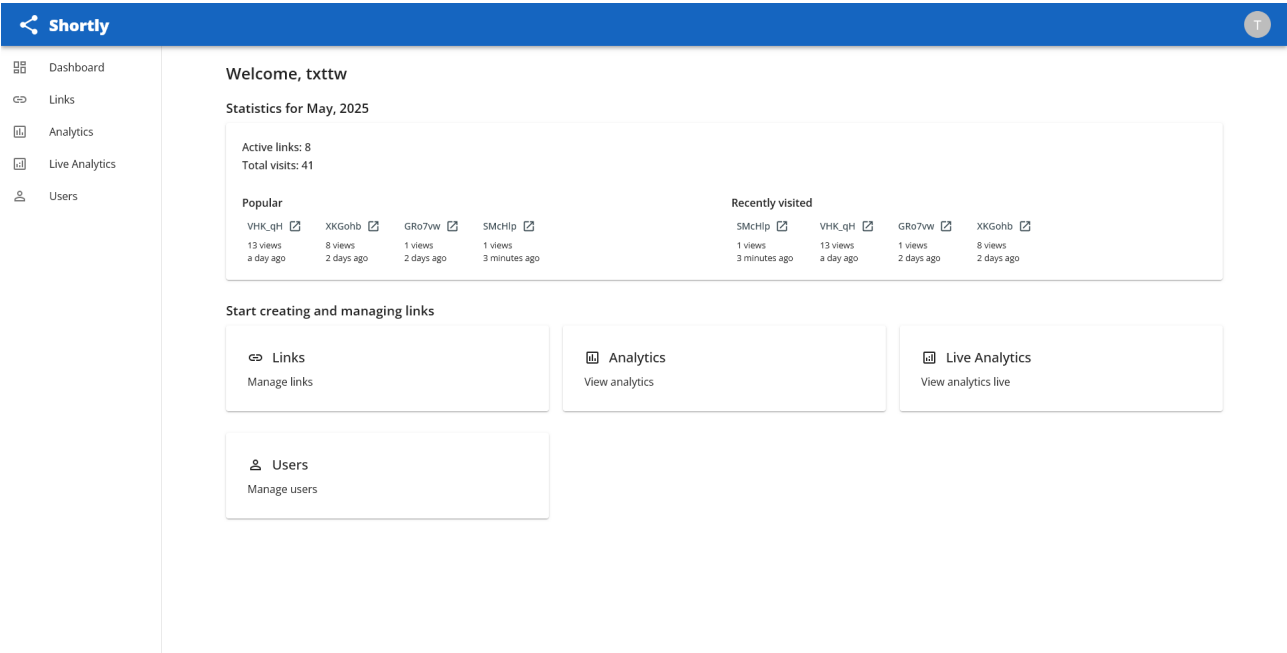 Shortly
T
Dashboard
Links
Analytics
Live Analytics
Users
Welcome, txttw
Statistics for May, 2025
Active links: 8
Total visits: 41
Popular
VHK_qH XKGohb GRo7vw SMcHlp
13 views 8 views 1 views 1 views
a day ago 2 days ago 2 days ago 3 minutes ago
Recently visited
SMcHlp VHK_qH GRo7vw XKGohb
1 views 13 views 1 views 8 views
3 minutes ago a day ago 2 days ago 2 days ago
Start creating and managing links
Links
Manage links
Analytics
View analytics
Live Analytics
View analytics live
Users
Manage users